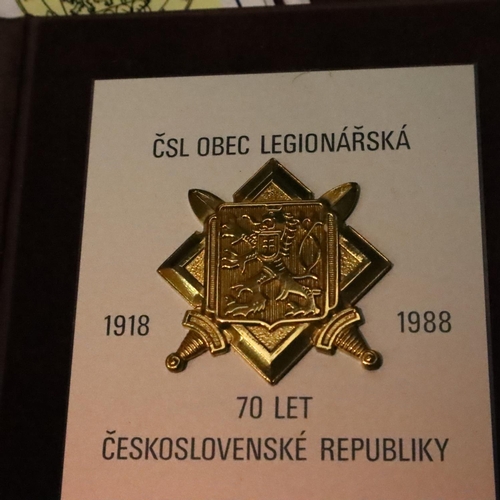 ČSL OBEC LEGIONÁŘSKÁ
1918
1988
70 LET
ČESKOSLOVENSKÉ REPUBLIKY